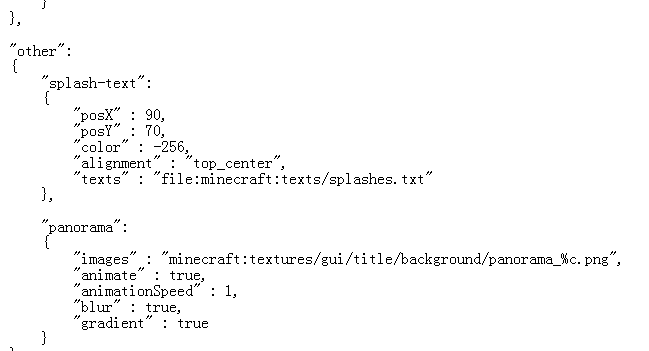 }
},
"other":
{
"splash-text":
{
"posX" : 90,
"posY" : 70,
"color" : -256,
"alignment" : "top_center",
"texts" : "file:minecraft:texts/splashes.txt"
},
"panorama":
{
"images" : "minecraft:textures/gui/title/background/panorama_%c.png",
"animate" : true,
"animationSpeed" : 1,
"blur" : true,
"gradient" : true
}